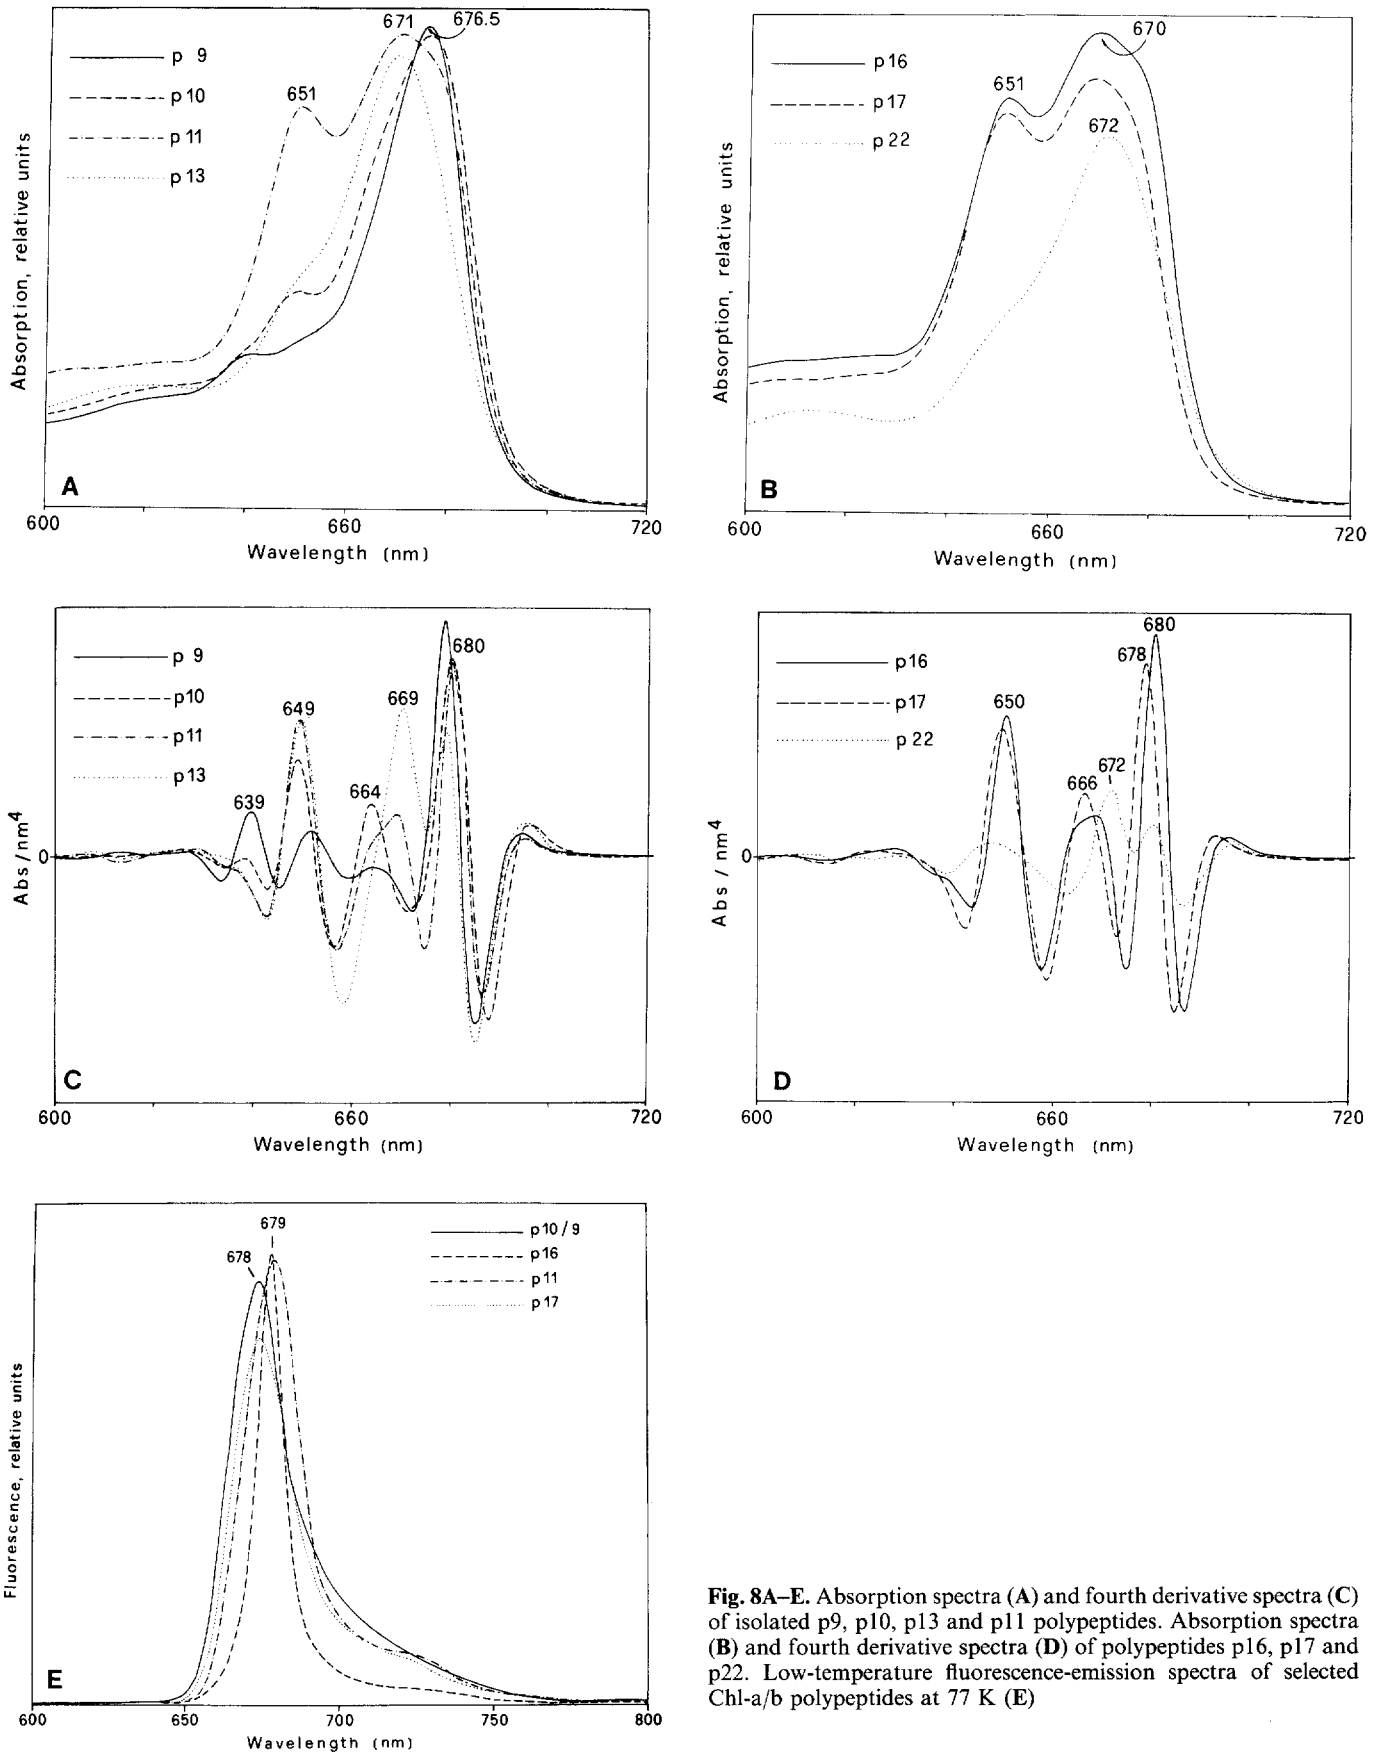 671
676.5
p 9
p10
651
p 11
p 13
Absorption, relative units
A
600
660
720
Wavelength (nm)
670
p16
651
p17
672
p 22
Absorption, relative units
B
600
660
720
Wavelength (nm)
p 9
680
p10
669
649
p11
p13
664
639
0
Abs / nm4
C
600
660
720
Wavelength (nm)
680
p16
678
p17
650
p 22
672
666
0
Abs / nm4
D
600
660
720
Wavelength (nm)
679
p10 / 9
678
p16
p11
p17
Fluorescence, relative units
E
600
650
700
750
800
Wavelength (nm)
Fig. 8A–E. Absorption spectra (A) and fourth derivative spectra (C)
of isolated p9, p10, p13 and p11 polypeptides. Absorption spectra
(B) and fourth derivative spectra (D) of polypeptides p16, p17 and
p22. Low-temperature fluorescence-emission spectra of selected
Chl-a/b polypeptides at 77 K (E)